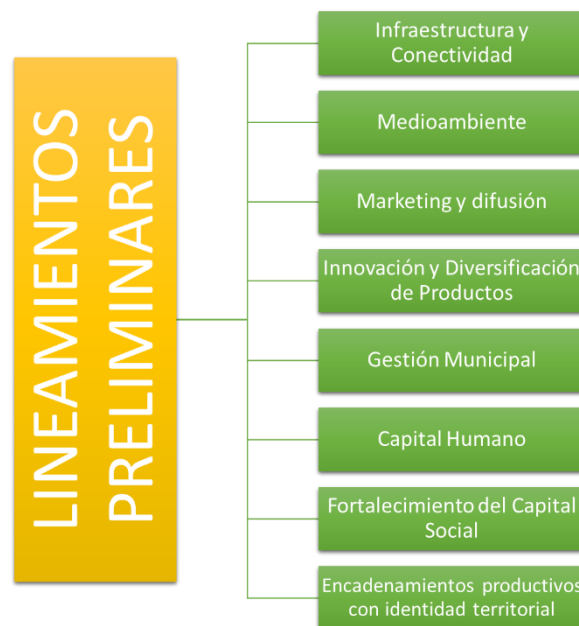 LINEAMIENTOS
PRELIMINARES
Infraestructura y
Conectividad
Medioambiente
Marketing y difusión
Innovación y Diversificación
de Productos
Gestión Municipal
Capital Humano
Fortalecimiento del Capital
Social
Encadenamientos productivos
con identidad territorial